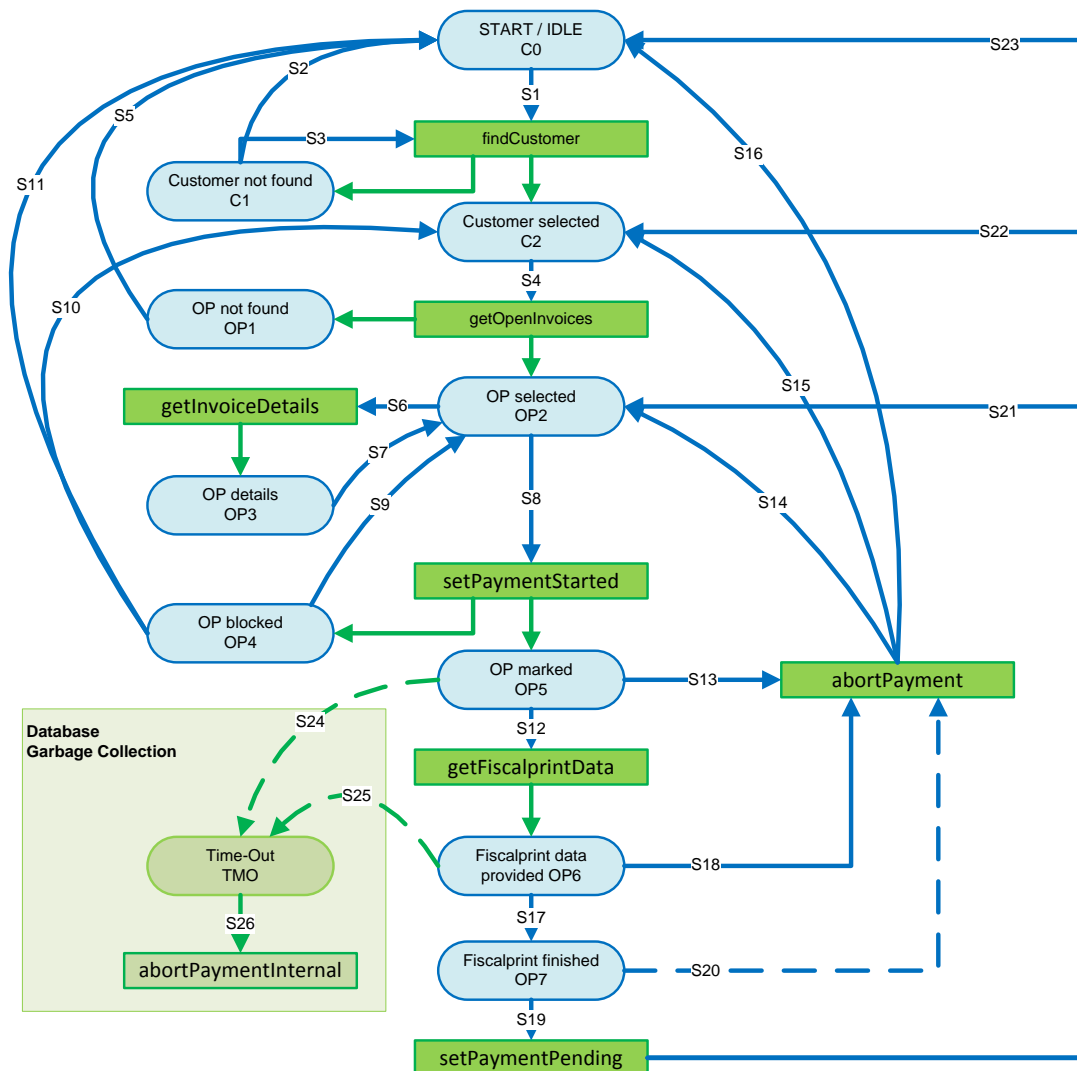 START / IDLE
C0
S23
S2
S1
S5
S3
findCustomer
S16
S11
Customer not found
C1
Customer selected
C2
S22
S4
S10
OP not found
OP1
getOpenInvoices
S15
OP selected
OP2
getInvoiceDetails
S6
S21
S7
OP details
OP3
S9
S8
S14
setPaymentStarted
OP blocked
OP4
OP marked
OP5
S13
abortPayment
Database
Garbage Collection
S24
S12
getFiscalprintData
S25
Time-Out
TMO
Fiscalprint data
provided OP6
S18
S26
S17
abortPaymentInternal
Fiscalprint finished
OP7
S20
S19
setPaymentPending